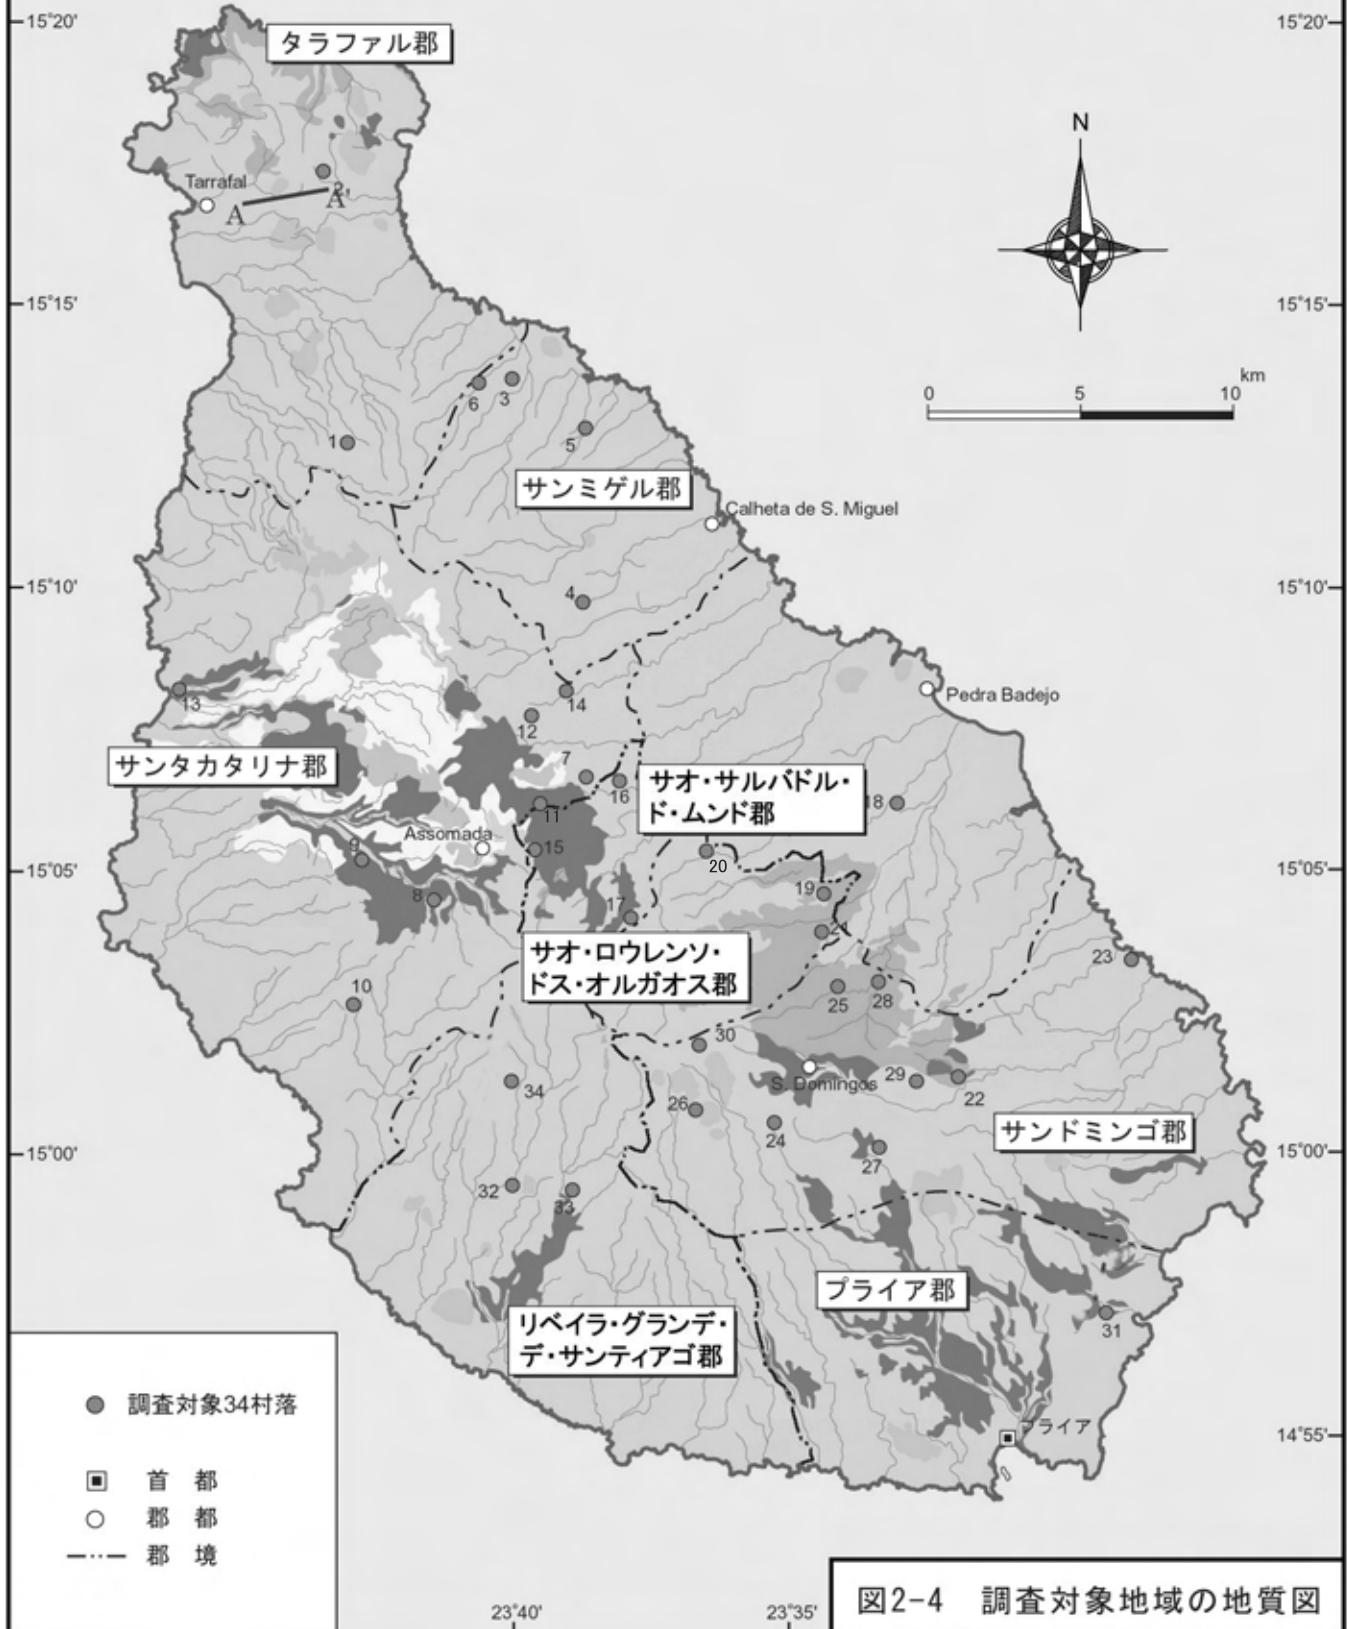 15°20' 15°20'
タラファル郡
N
Tarrafal
2
A A'
15°15' 15°15'
km
0 5 10
6 3
1 5
サンミゲル郡
Calheta de S. Miguel
15°10' 15°10'
4
Pedra Badejo
13 14
12
サンタカタリナ郡
7 16
サオ・サルバドル・
ド・ムンド郡
18
11
Assomada
15
9
20
15°05' 15°05'
8 17 19
21
サオ・ロウレンソ・
ドス・オルガオス郡
23
10 25 28
30
S. Domingos
29 22
34
26 24
サンドミンゴ郡
27
15°00' 15°00'
32 33
プライア郡
リベイラ・グランデ・
デ・サンティアゴ郡
31
調査対象34村落
プライア
14°55'
首 都
郡 都
郡 境
図2-4 調査対象地域の地質図
23°40' 23°35'